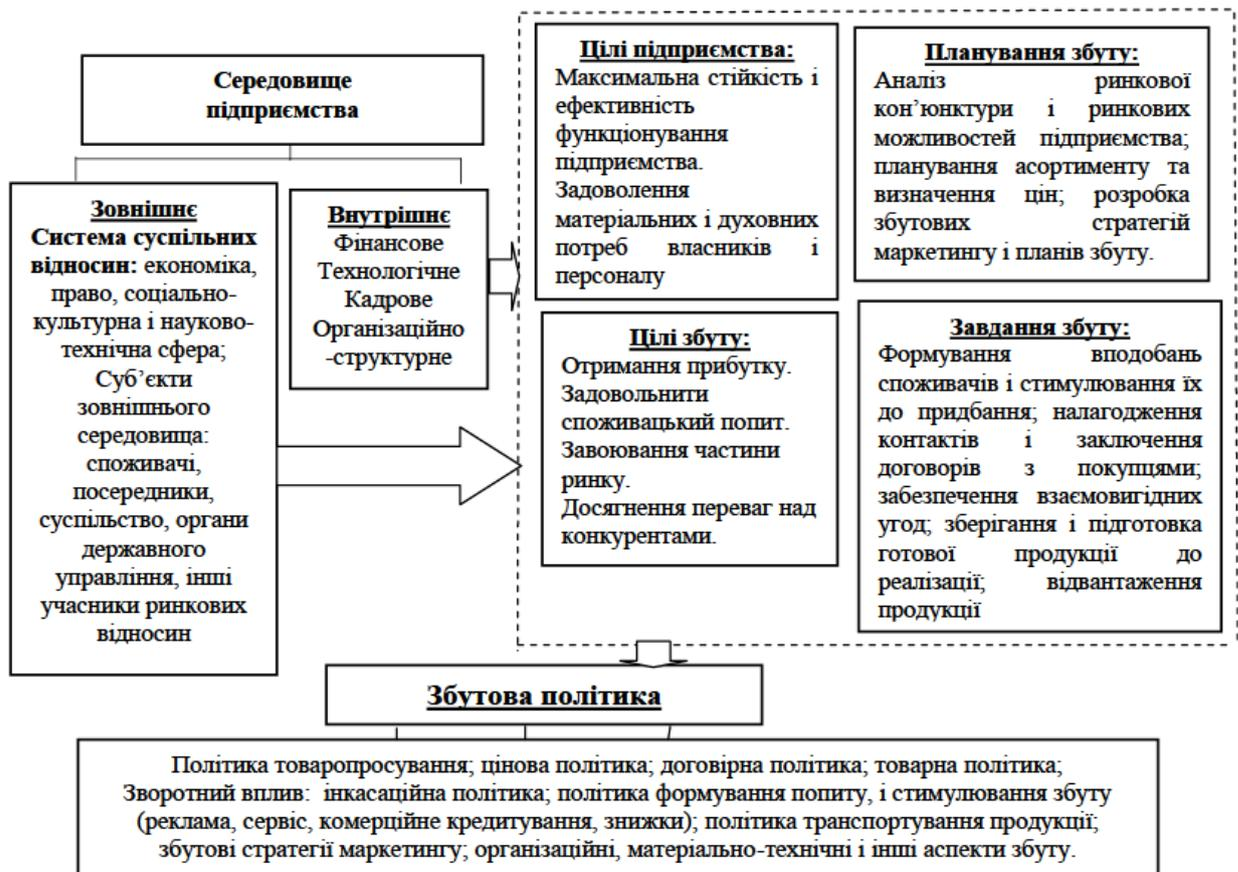 Середовище
підприємства
Зовнішнє
Система суспільних
відносин: економіка,
право, соціально-
культурна і науково-
технічна сфера;
Суб’єкти
зовнішнього
середовища:
споживачі,
посередники,
суспільство, органи
державного
управління, інші
учасники ринкових
відносин
Внутрішнє
Фінансове
Технологічне
Кадрове
Організаційно
-структурне
Цілі підприємства:
Максимальна стійкість і
ефективність
функціонування
підприємства.
Задоволення
матеріальних і духовних
потреб власників і
персоналу
Планування збуту:
Аналіз ринкової
кон’юнктури і ринкових
можливостей підприємства;
планування асортименту та
визначення цін; розробка
збутових стратегій
маркетингу і планів збуту.
Цілі збуту:
Отримання прибутку.
Задовольнити
споживацький попит.
Завоювання частини
ринку.
Досягнення переваг над
конкурентами.
Завдання збуту:
Формування вподобань
споживачів і стимулювання їх
до придбання; налагодження
контактів і заключення
договорів з покупцями;
забезпечення взаємовигідних
угод; зберігання і підготовка
готової продукції до
реалізації; відвантаження
продукції
Збутова політика
Політика товаропросування; цінова політика; договірна політика; товарна політика;
Зворотний вплив: інкасаційна політика; політика формування попиту, і стимулювання збуту
(реклама, сервіс, комерційне кредитування, знижки); політика транспортування продукції;
збутові стратегії маркетингу; організаційні, матеріально-технічні і інші аспекти збуту.